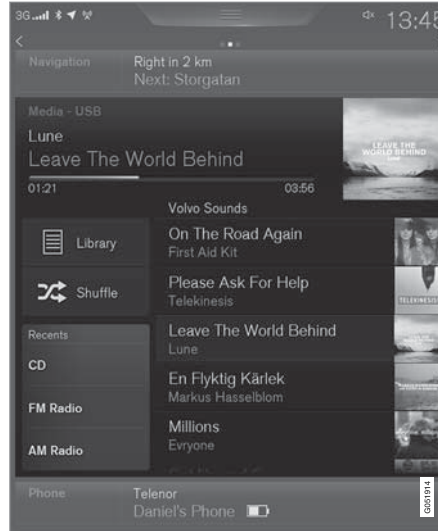 3G
13:45
Navigation
Right in 2 km
Next: Storgatan
Media - USB
Lune
Leave The World Behind
01:21
03:56
LEAVE THE
WORLD BEHIND
Volvo Sounds
Library
Shuffle
On The Road Again
First Aid Kit
Please Ask For Help
Telekinesis
TELEKINESIS
Leave The World Behind
Lune
En Flyktig Kärlek
Markus Hasselblom
Millions
Evryone
Recents
CD
FM Radio
AM Radio
Phone
Telenor
Daniel's Phone
G051914